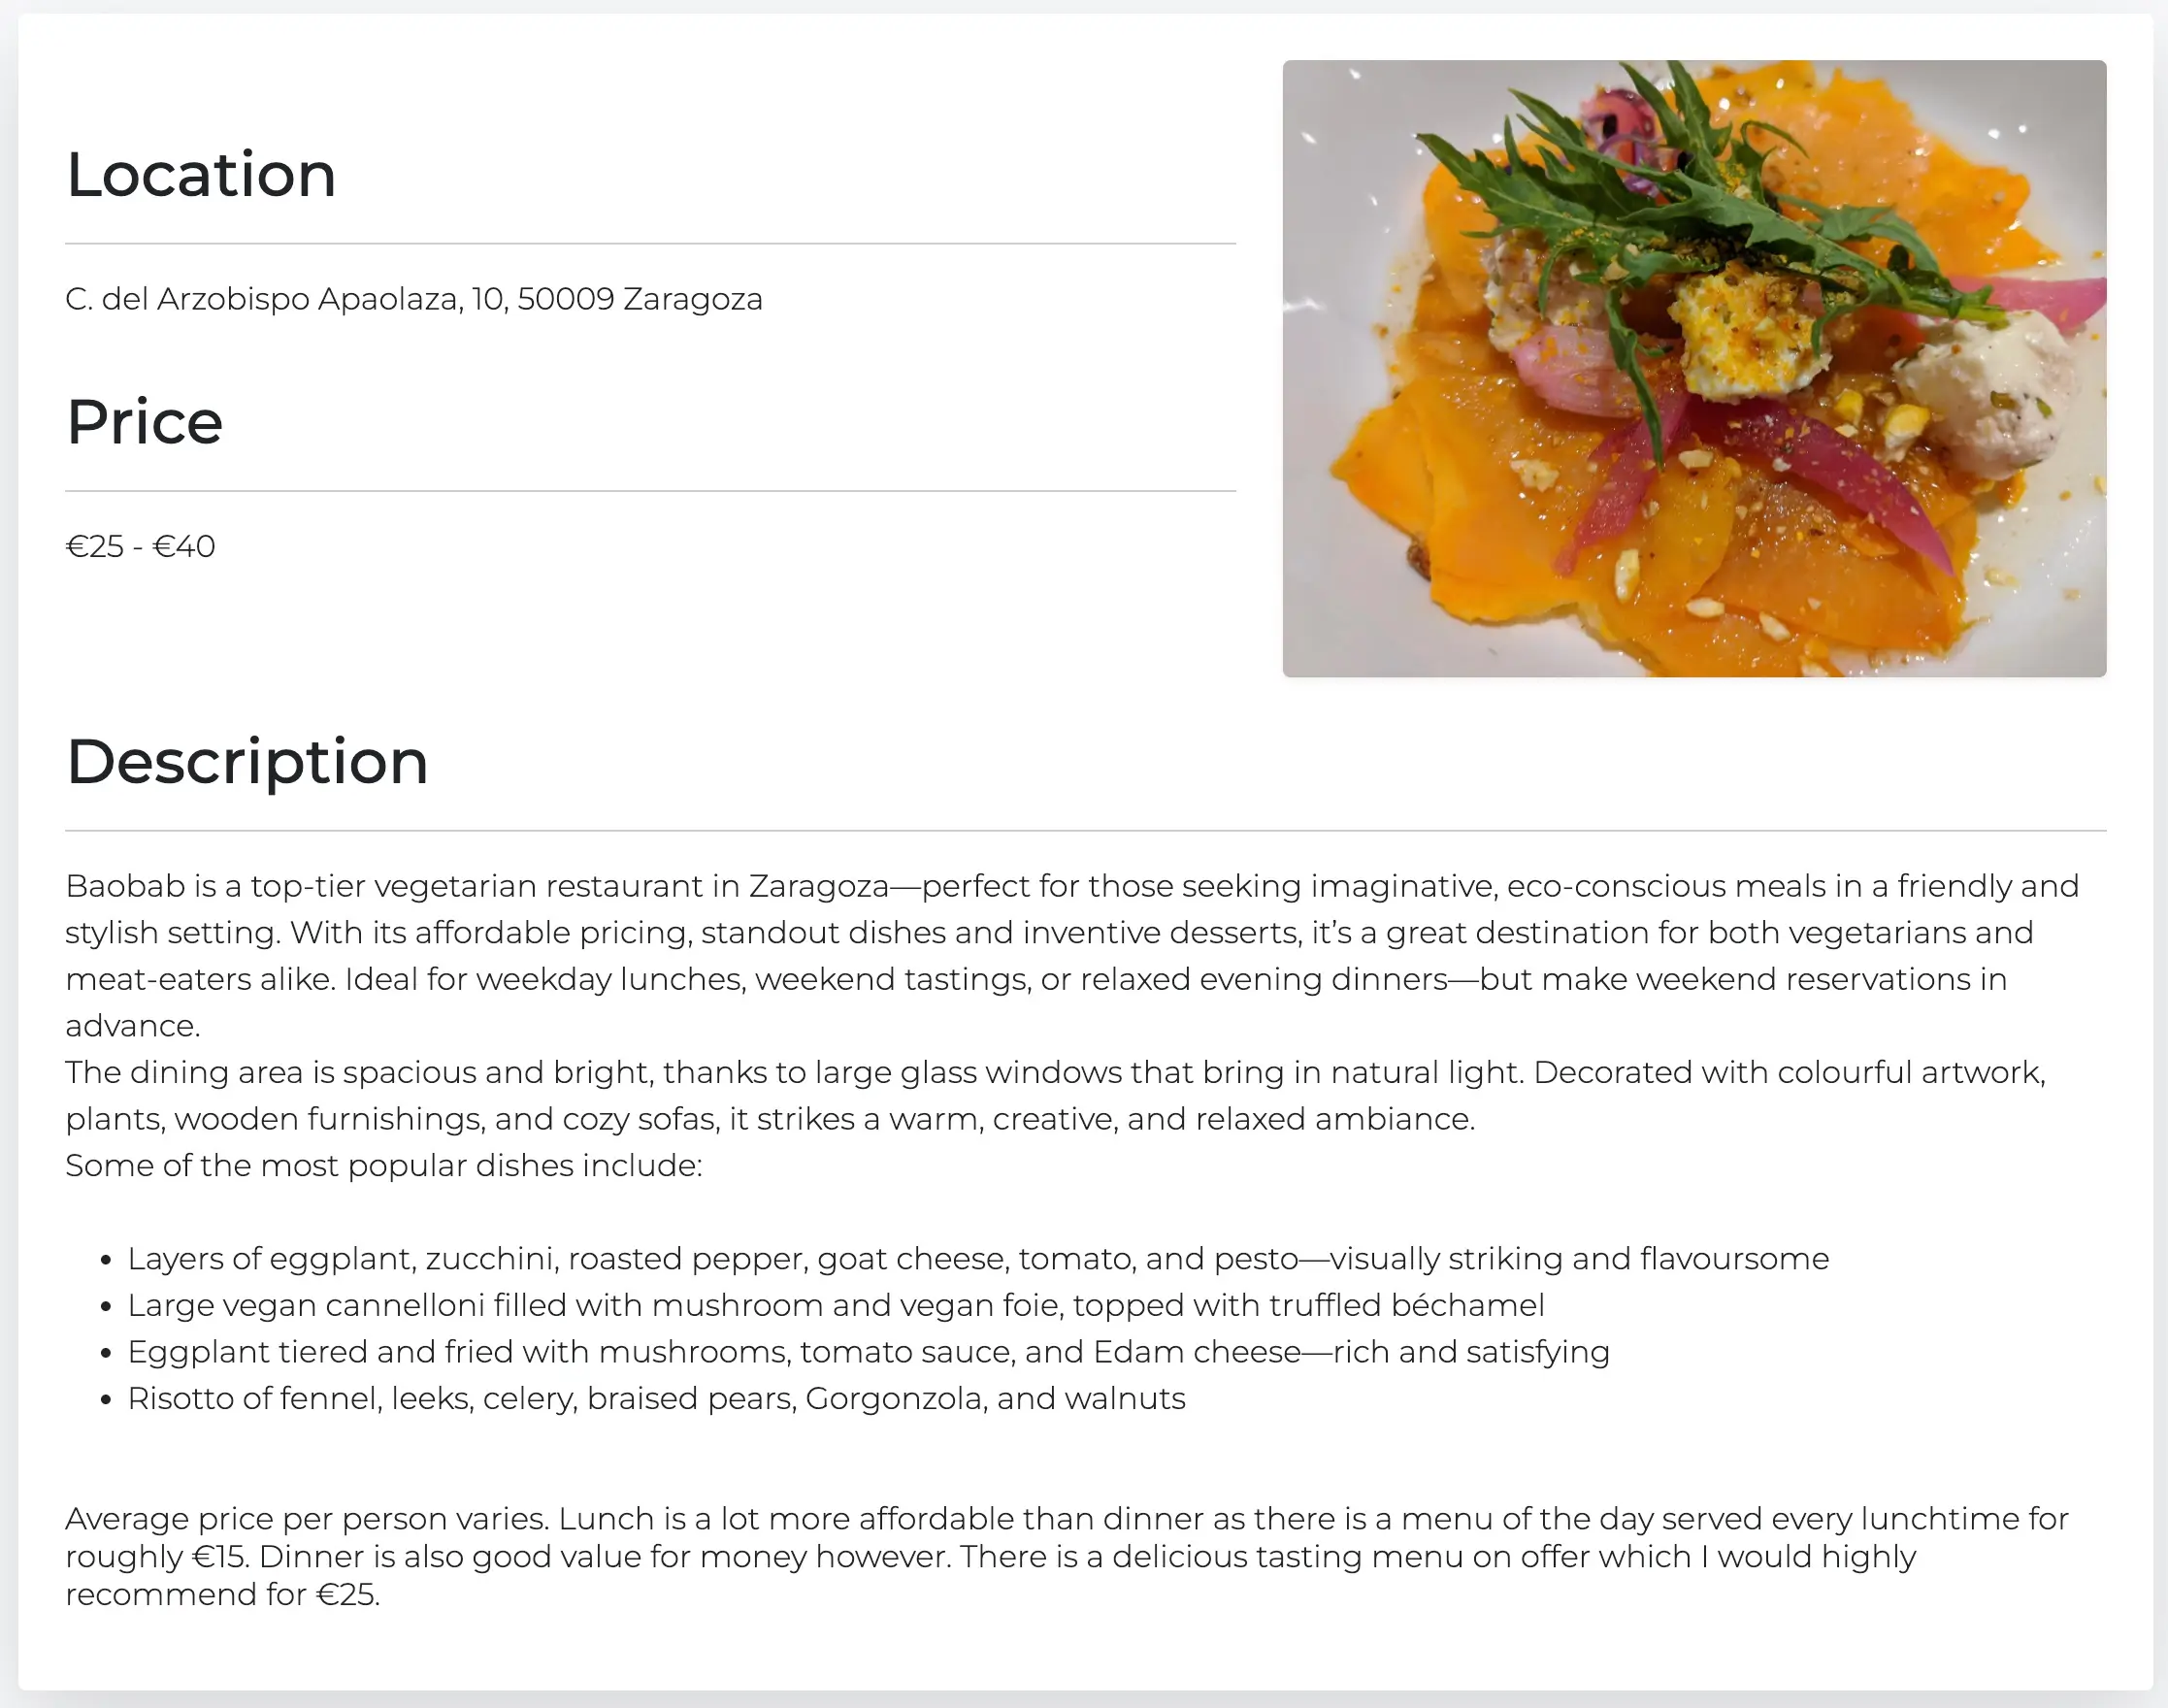 Location
C. del Arzobispo Apaolaza, 10, 50009 Zaragoza
Price
€25 - €40
Description
Baobab is a top-tier vegetarian restaurant in Zaragoza—perfect for those seeking imaginative, eco-conscious meals in a friendly and
stylish setting. With its affordable pricing, standout dishes and inventive desserts, it’s a great destination for both vegetarians and
meat-eaters alike. Ideal for weekday lunches, weekend tastings, or relaxed evening dinners—but make weekend reservations in
advance.
The dining area is spacious and bright, thanks to large glass windows that bring in natural light. Decorated with colourful artwork,
plants, wooden furnishings, and cozy sofas, it strikes a warm, creative, and relaxed ambiance.
Some of the most popular dishes include:
• Layers of eggplant, zucchini, roasted pepper, goat cheese, tomato, and pesto—visually striking and flavoursome
• Large vegan cannelloni filled with mushroom and vegan foie, topped with truffled béchamel
• Eggplant tiered and fried with mushrooms, tomato sauce, and Edam cheese—rich and satisfying
• Risotto of fennel, leeks, celery, braised pears, Gorgonzola, and walnuts
Average price per person varies. Lunch is a lot more affordable than dinner as there is a menu of the day served every lunchtime for
roughly €15. Dinner is also good value for money however. There is a delicious tasting menu on offer which I would highly
recommend for €25.